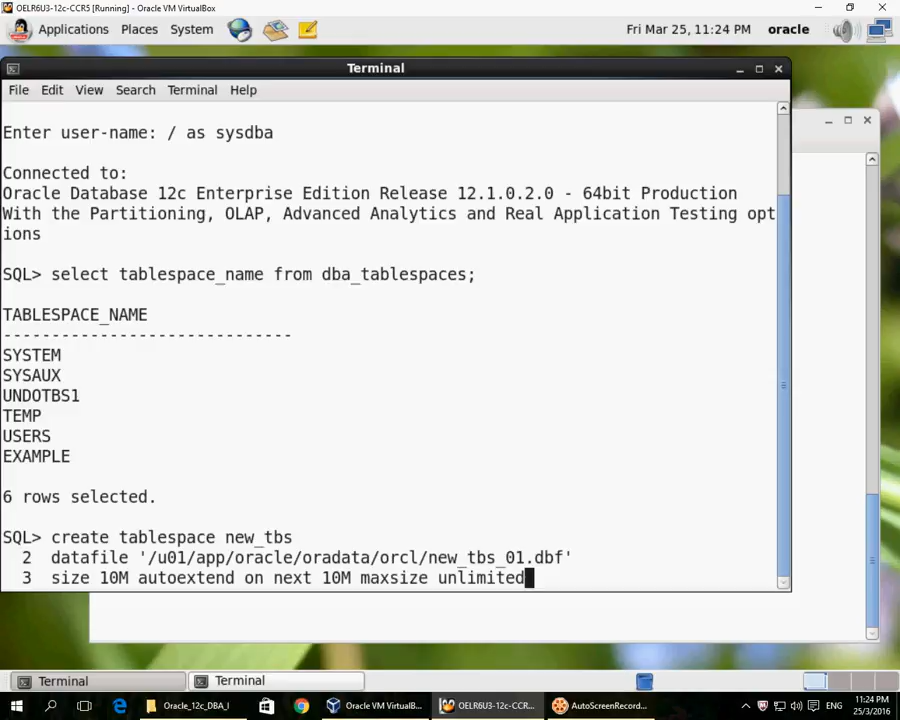 OELR6U3-12c-CCR5 [Running] - Oracle VM VirtualBox
Applications Places System Fri Mar 25, 11:24 PM oracle
Terminal
File Edit View Search Terminal Help
Enter user-name: / as sysdba
Connected to:
Oracle Database 12c Enterprise Edition Release 12.1.0.2.0 - 64bit Production
With the Partitioning, OLAP, Advanced Analytics and Real Application Testing opt
ions
SQL> select tablespace_name from dba_tablespaces;
TABLESPACE_NAME
------------------------------
SYSTEM
SYSAUX
UNDOTBS1
TEMP
USERS
EXAMPLE
6 rows selected.
SQL> create tablespace new_tbs
2 datafile '/u01/app/oracle/oradata/orcl/new_tbs_01.dbf'
3 size 10M autoextend on next 10M maxsize unlimited
Terminal Terminal
Oracle_12c_DBA_I Oracle VM VirtualB... OELR6U3-12c-CCR... AutoScreenRecord... ENG 11:24 PM
25/3/2016